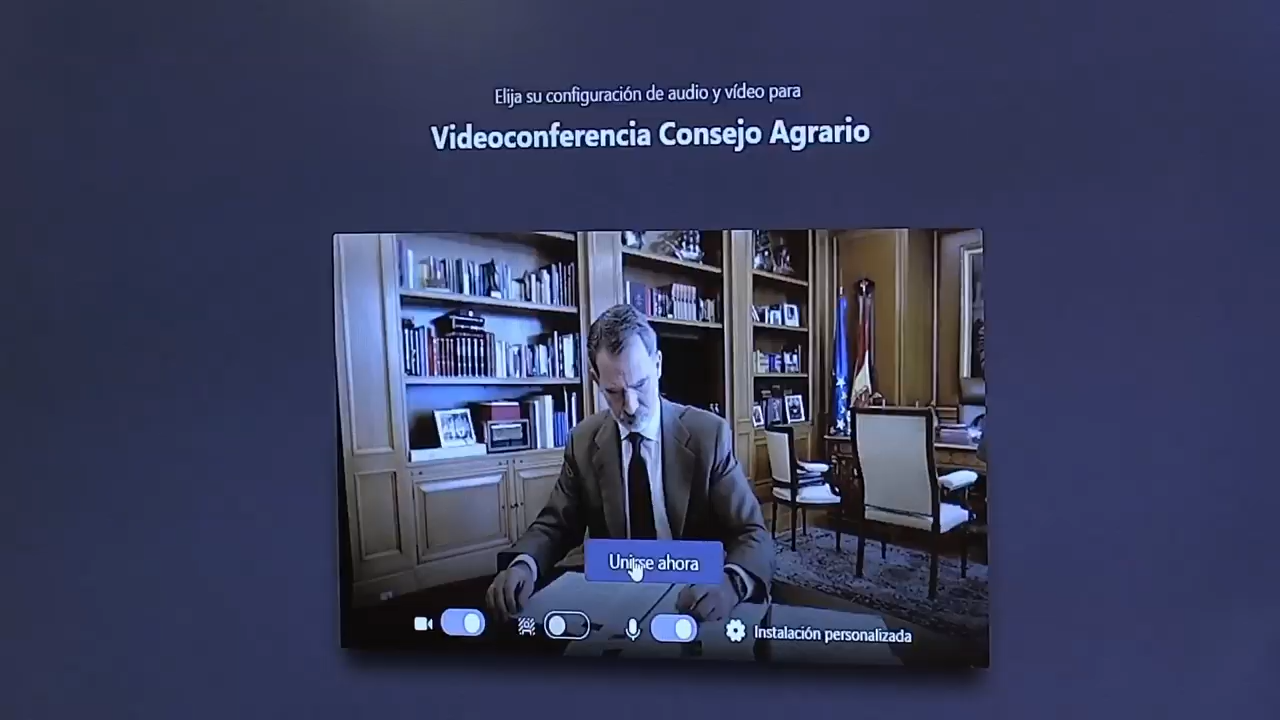 Elija su configuración de audio y vídeo para
Videoconferencia Consejo Agrario
Unirse ahora
Instalación personalizada